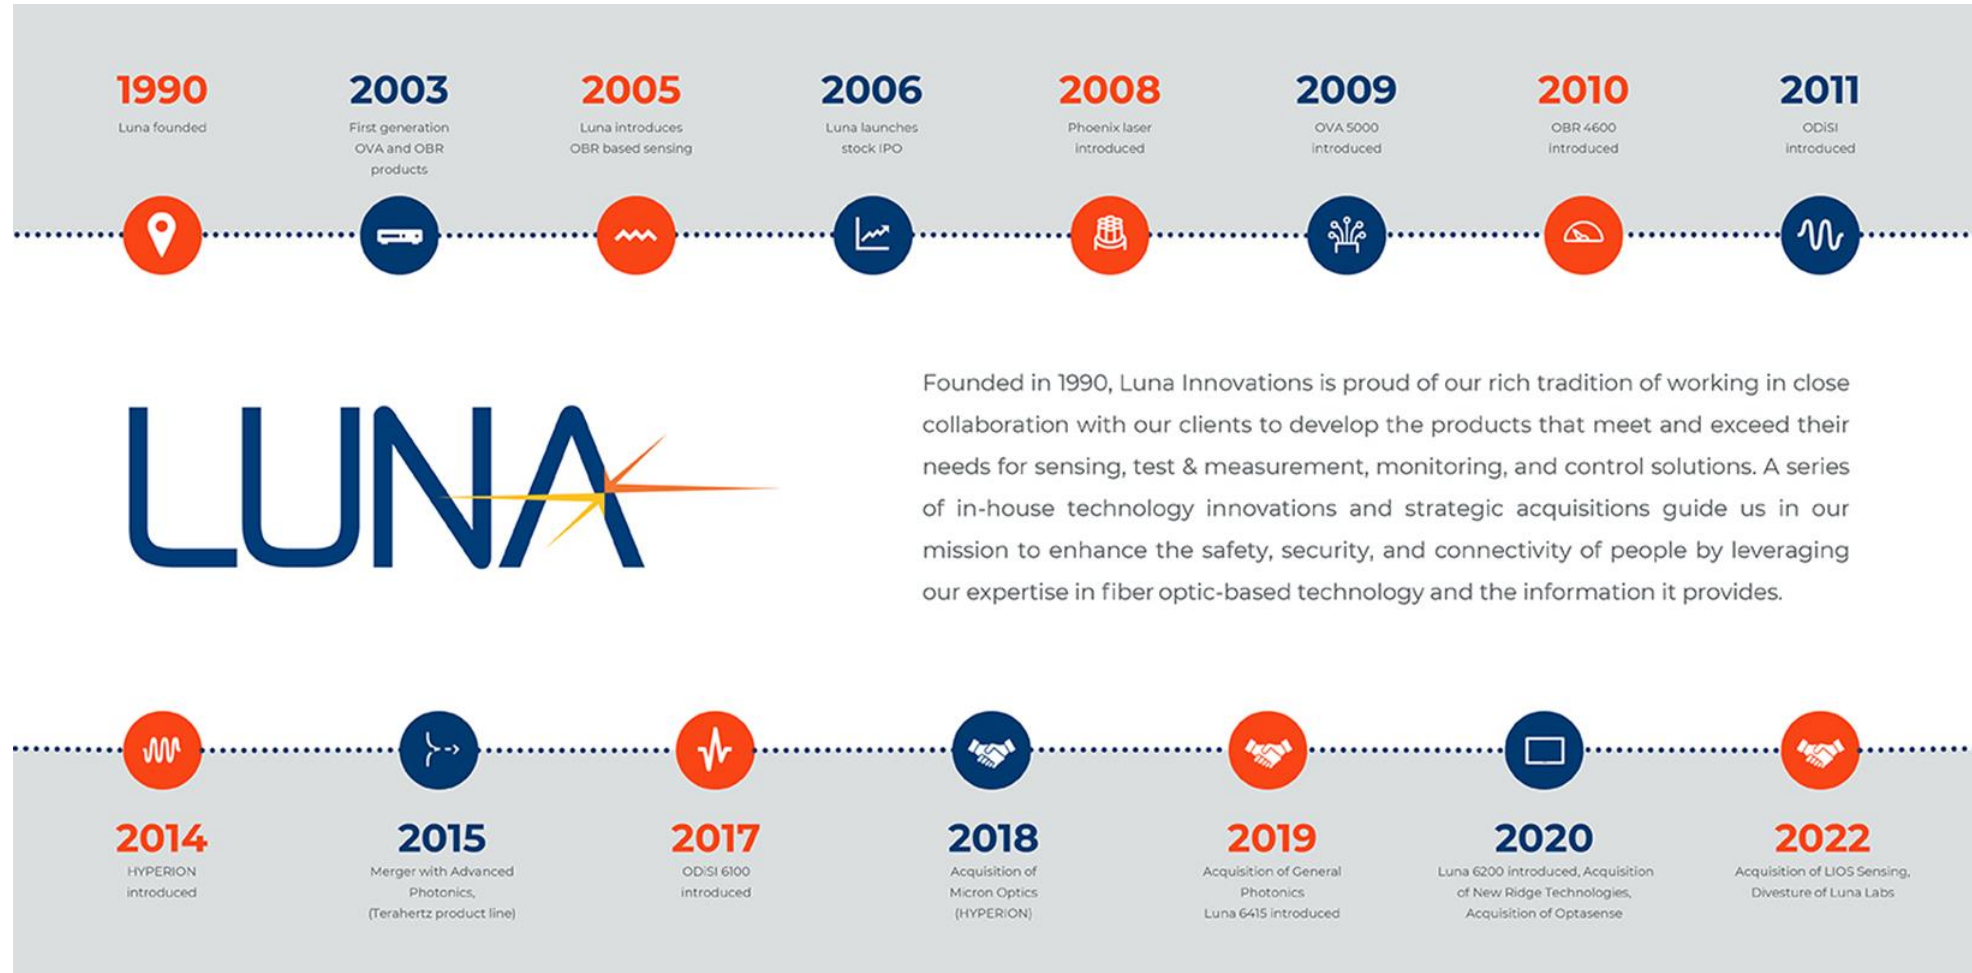 1990
Luna founded
2003
First generation
OVA and OBR
products
2005
Luna introduces
OBR based sensing
2006
Luna launches
stock IPO
2008
Phoenix laser
introduced
2009
OVA 5000
introduced
2010
OBR 4600
introduced
2011
ODiSI
introduced
LUNA
Founded in 1990, Luna Innovations is proud of our rich tradition of working in close
collaboration with our clients to develop the products that meet and exceed their
needs for sensing, test & measurement, monitoring, and control solutions. A series
of in-house technology innovations and strategic acquisitions guide us in our
mission to enhance the safety, security, and connectivity of people by leveraging
our expertise in fiber optic-based technology and the information it provides.
2014
HYPERION
introduced
2015
Merger with Advanced
Photonics,
(Terahertz product line)
2017
ODiSI 6100
introduced
2018
Acquisition of
Micron Optics
(HYPERION)
2019
Acquisition of General
Photonics
Luna 6415 introduced
2020
Luna 6200 introduced, Acquisition
of New Ridge Technologies,
Acquisition of Optasense
2022
Acquisition of LIOS Sensing,
Divesture of Luna Labs